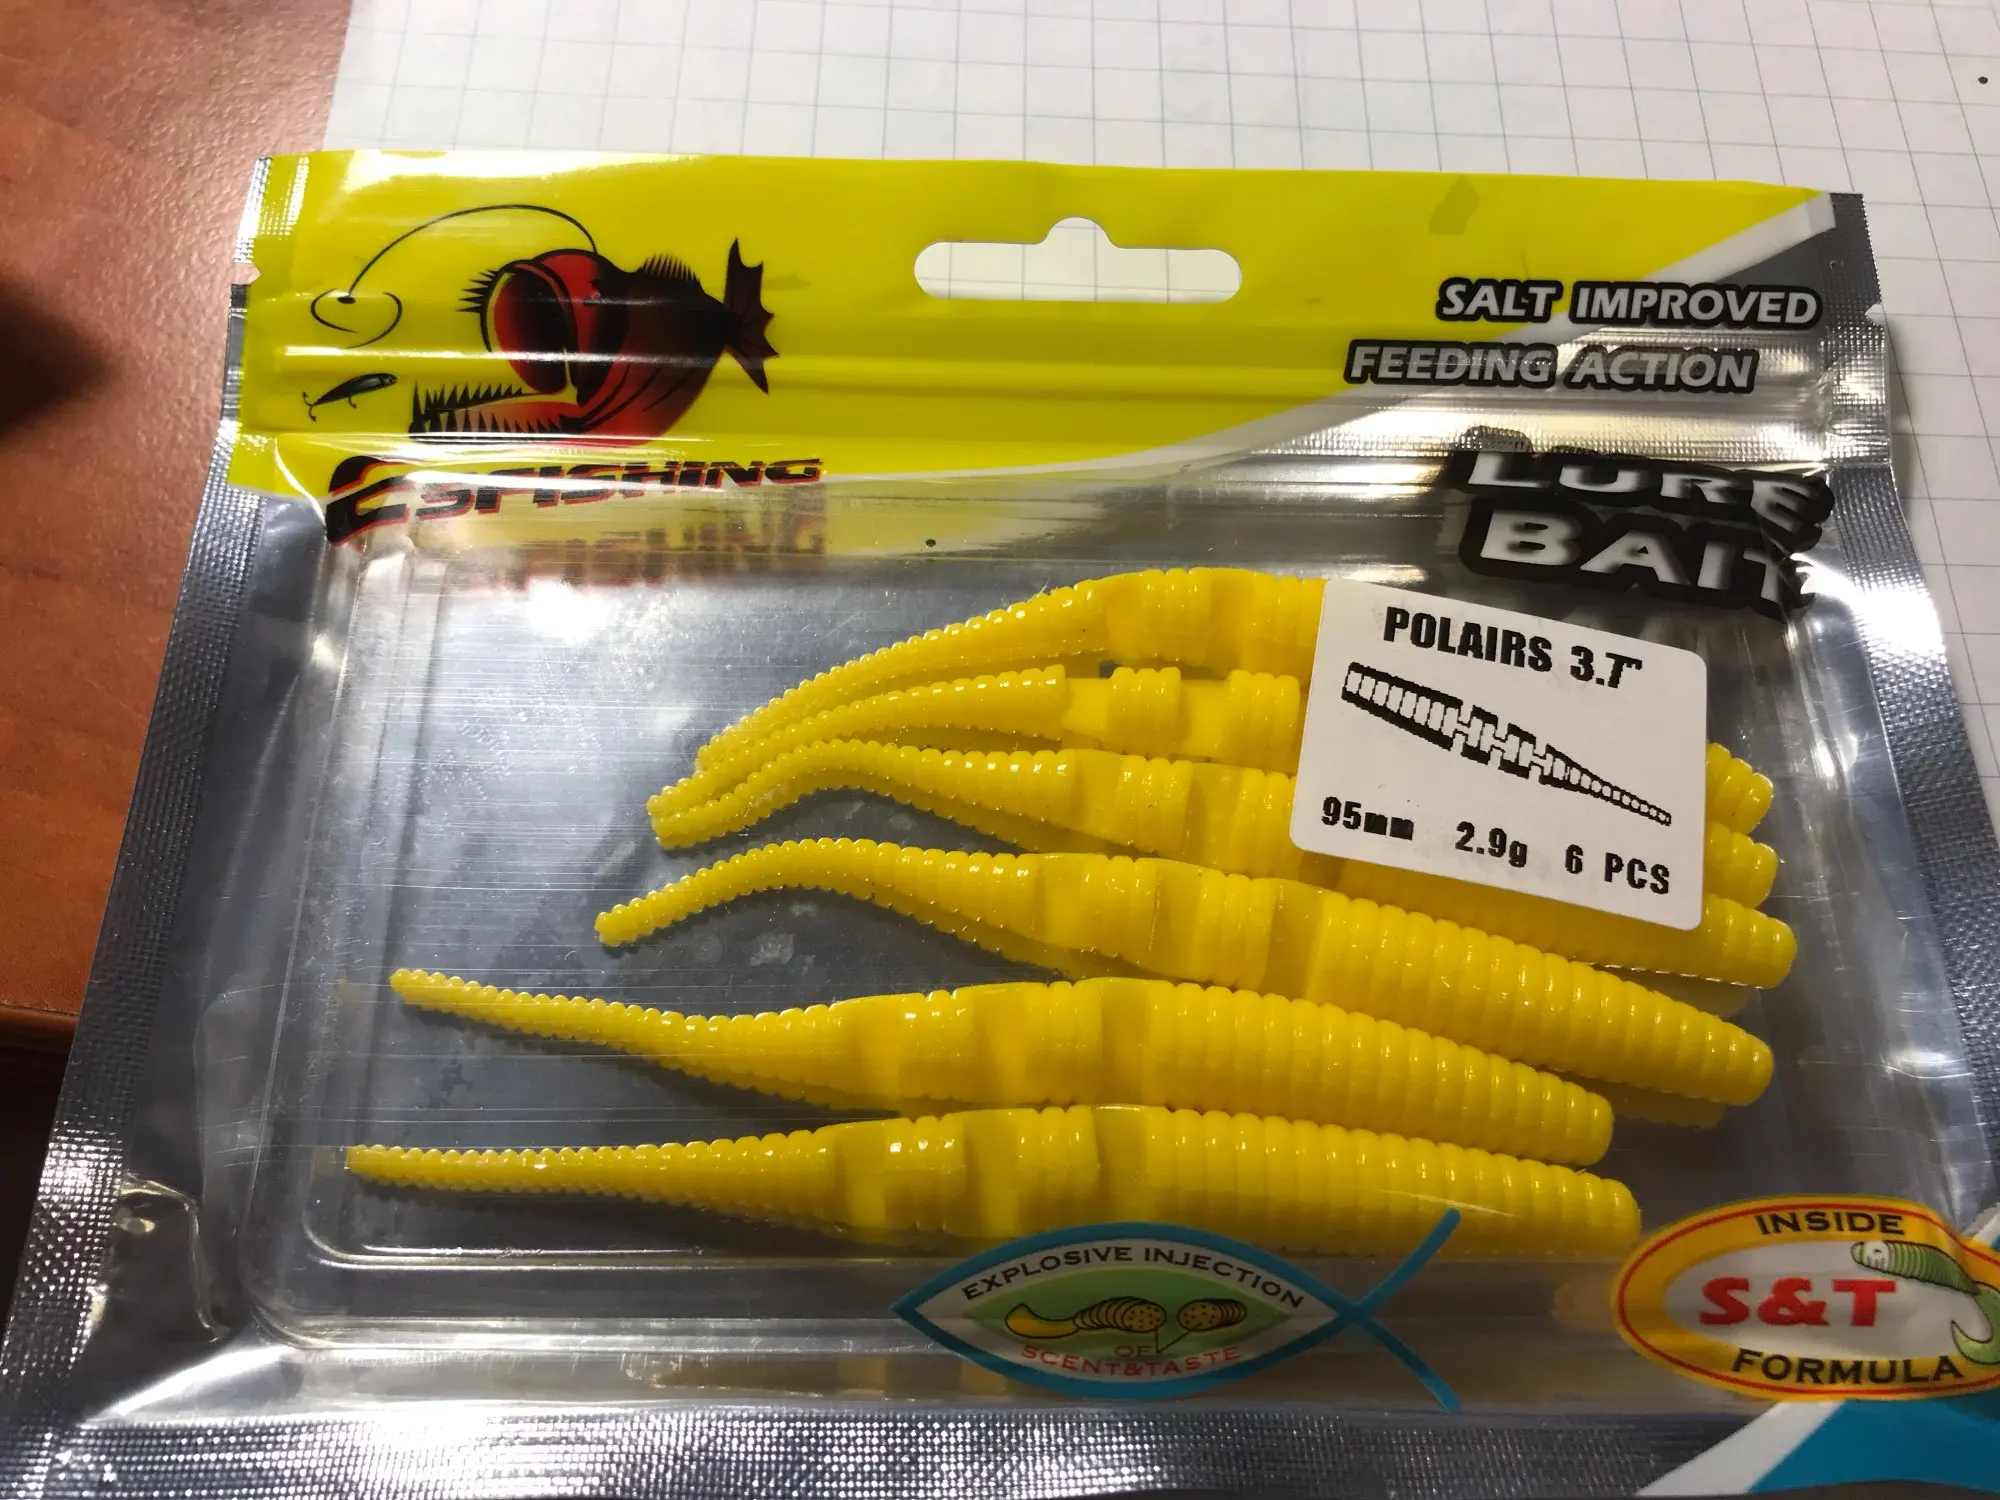 SALT IMPROVED
FEEDING ACTION
ESFISHING
LURE
BAIT
POLAIRS 3.7"
95mm 2.9g 6 PCS
EXPLOSIVE INJECTION
OF
SCENT&TASTE
INSIDE
S&T
FORMULA